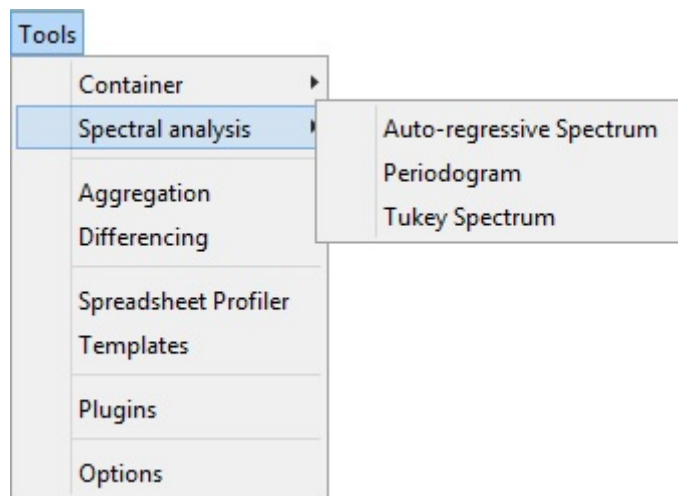 Tools
Container
Spectral analysis
Auto-regressive Spectrum
Periodogram
Tukey Spectrum
Aggregation
Differencing
Spreadsheet Profiler
Templates
Plugins
Options